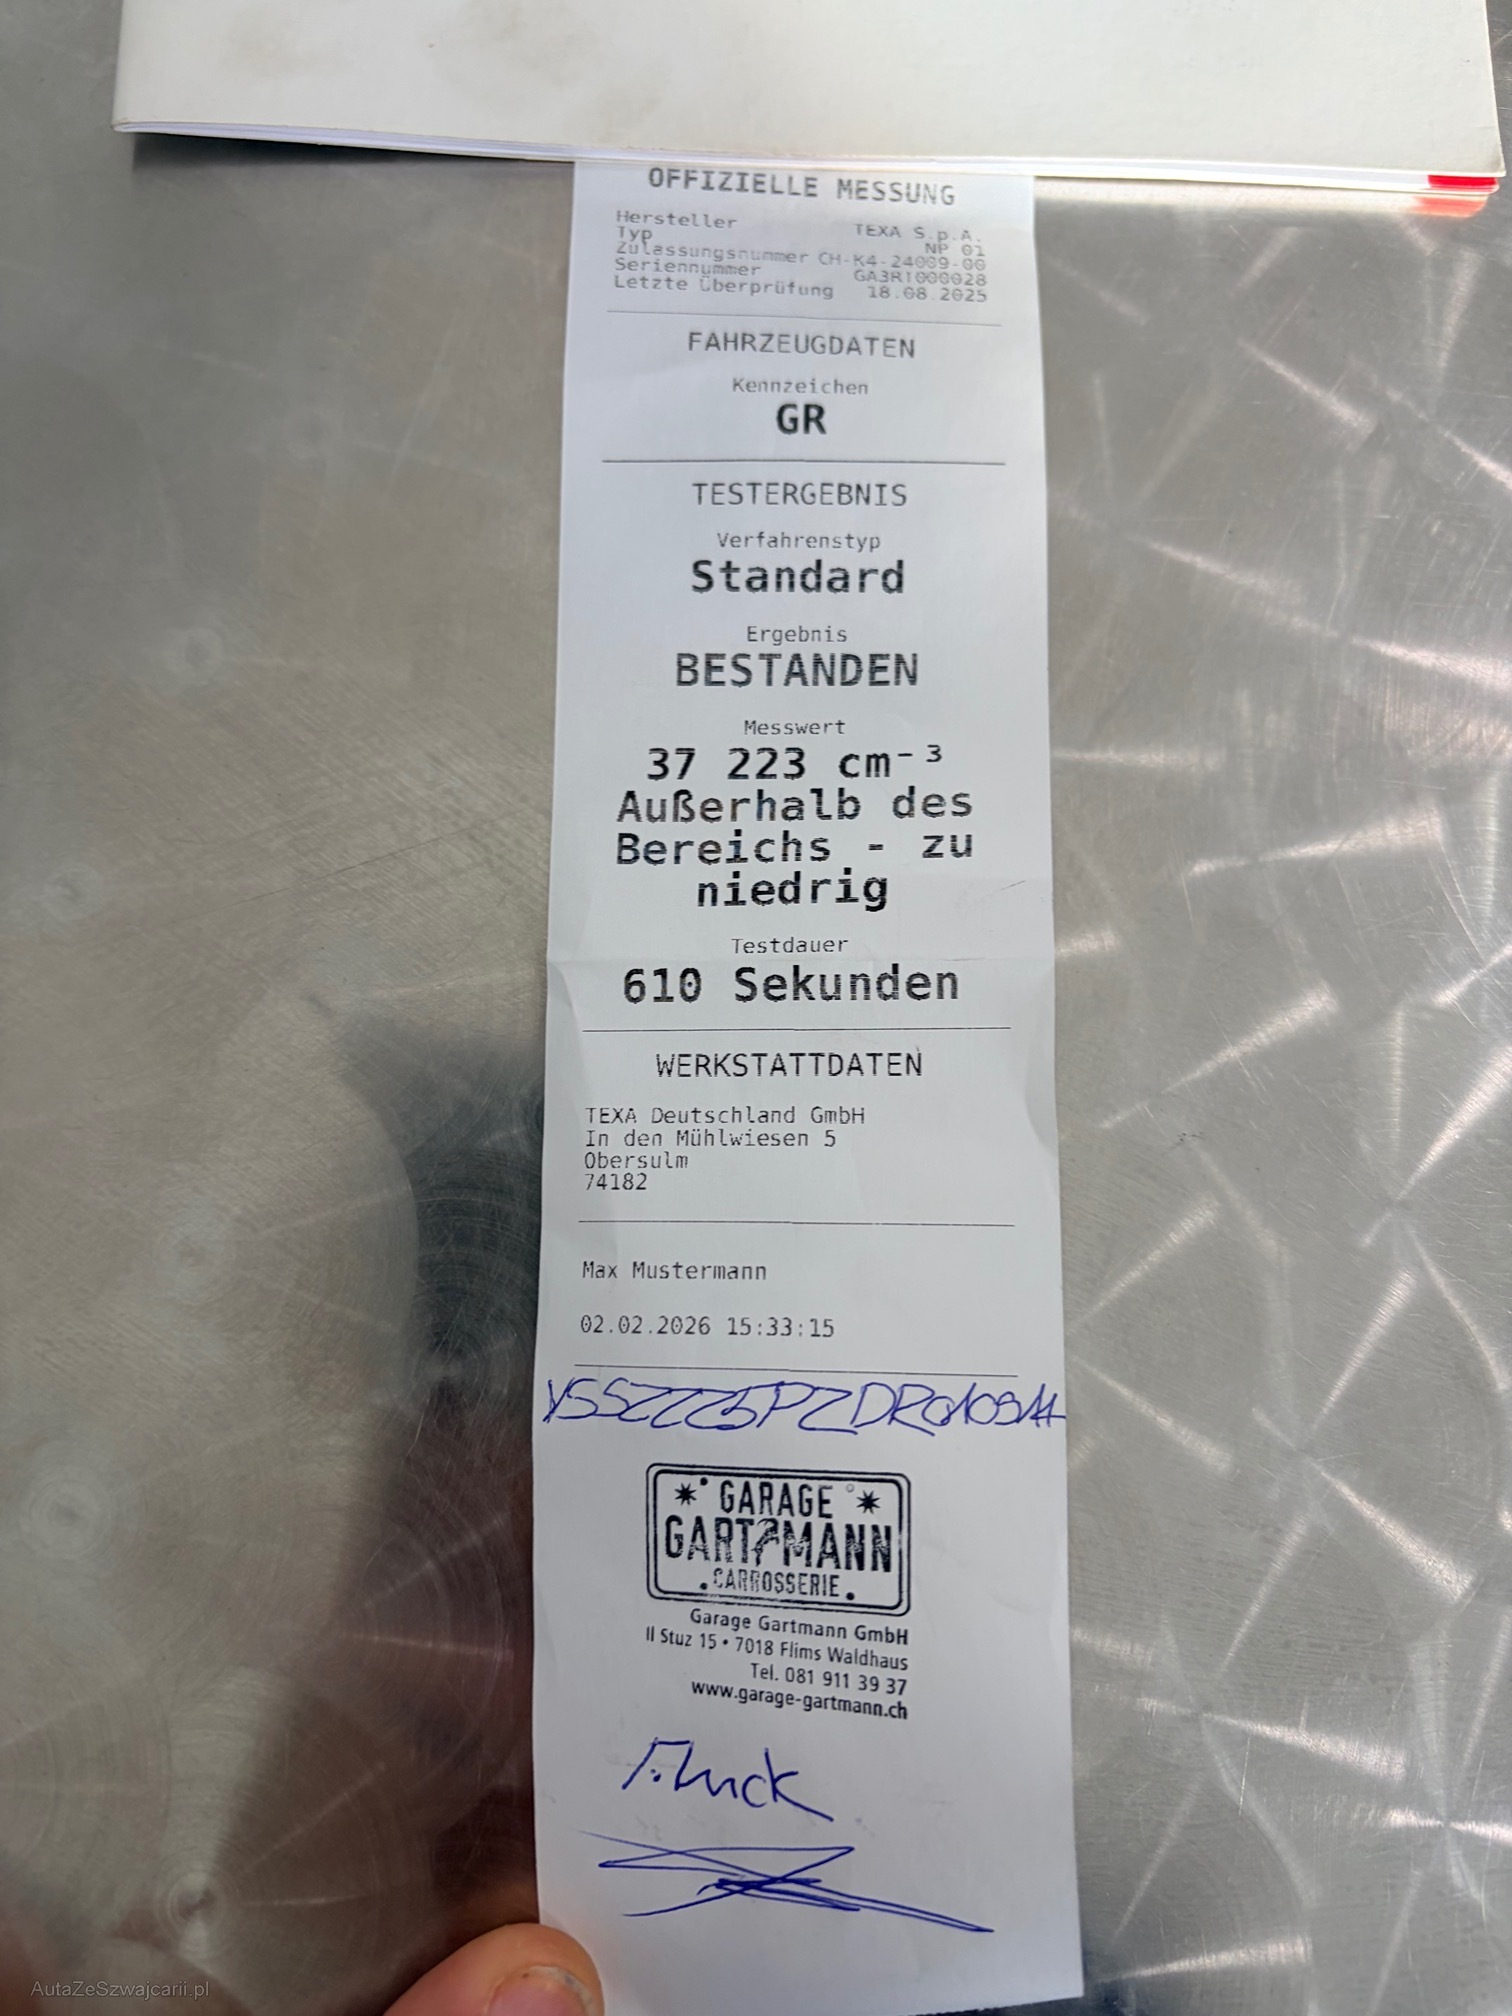 OFFIZIELLE MESSUNG
Hersteller TEXA S.p.A.
Typ NP 01
Zulassungsnummer CH-K4-24009-00
Seriennummer GA3RT000028
Letzte Überprüfung 18.08.2025
FAHRZEUGDATEN
Kennzeichen
GR
TESTERGEBNIS
Verfahrenstyp
Standard
Ergebnis
BESTANDEN
Messwert
37 223 cm⁻³
Außerhalb des
Bereichs - zu
niedrig
Testdauer
610 Sekunden
WERKSTATTDATEN
TEXA Deutschland GmbH
In den Mühlwiesen 5
Obersulm
74182
Max Mustermann
02.02.2026 15:33:15
GARAGE
GARTMANN
CARROSSERIE
Garage Gartmann GmbH
Il Stuz 15 • 7018 Flims Waldhaus
Tel. 081 911 39 37
www.garage-gartmann.ch
AutaZeSzwajcarii.pl